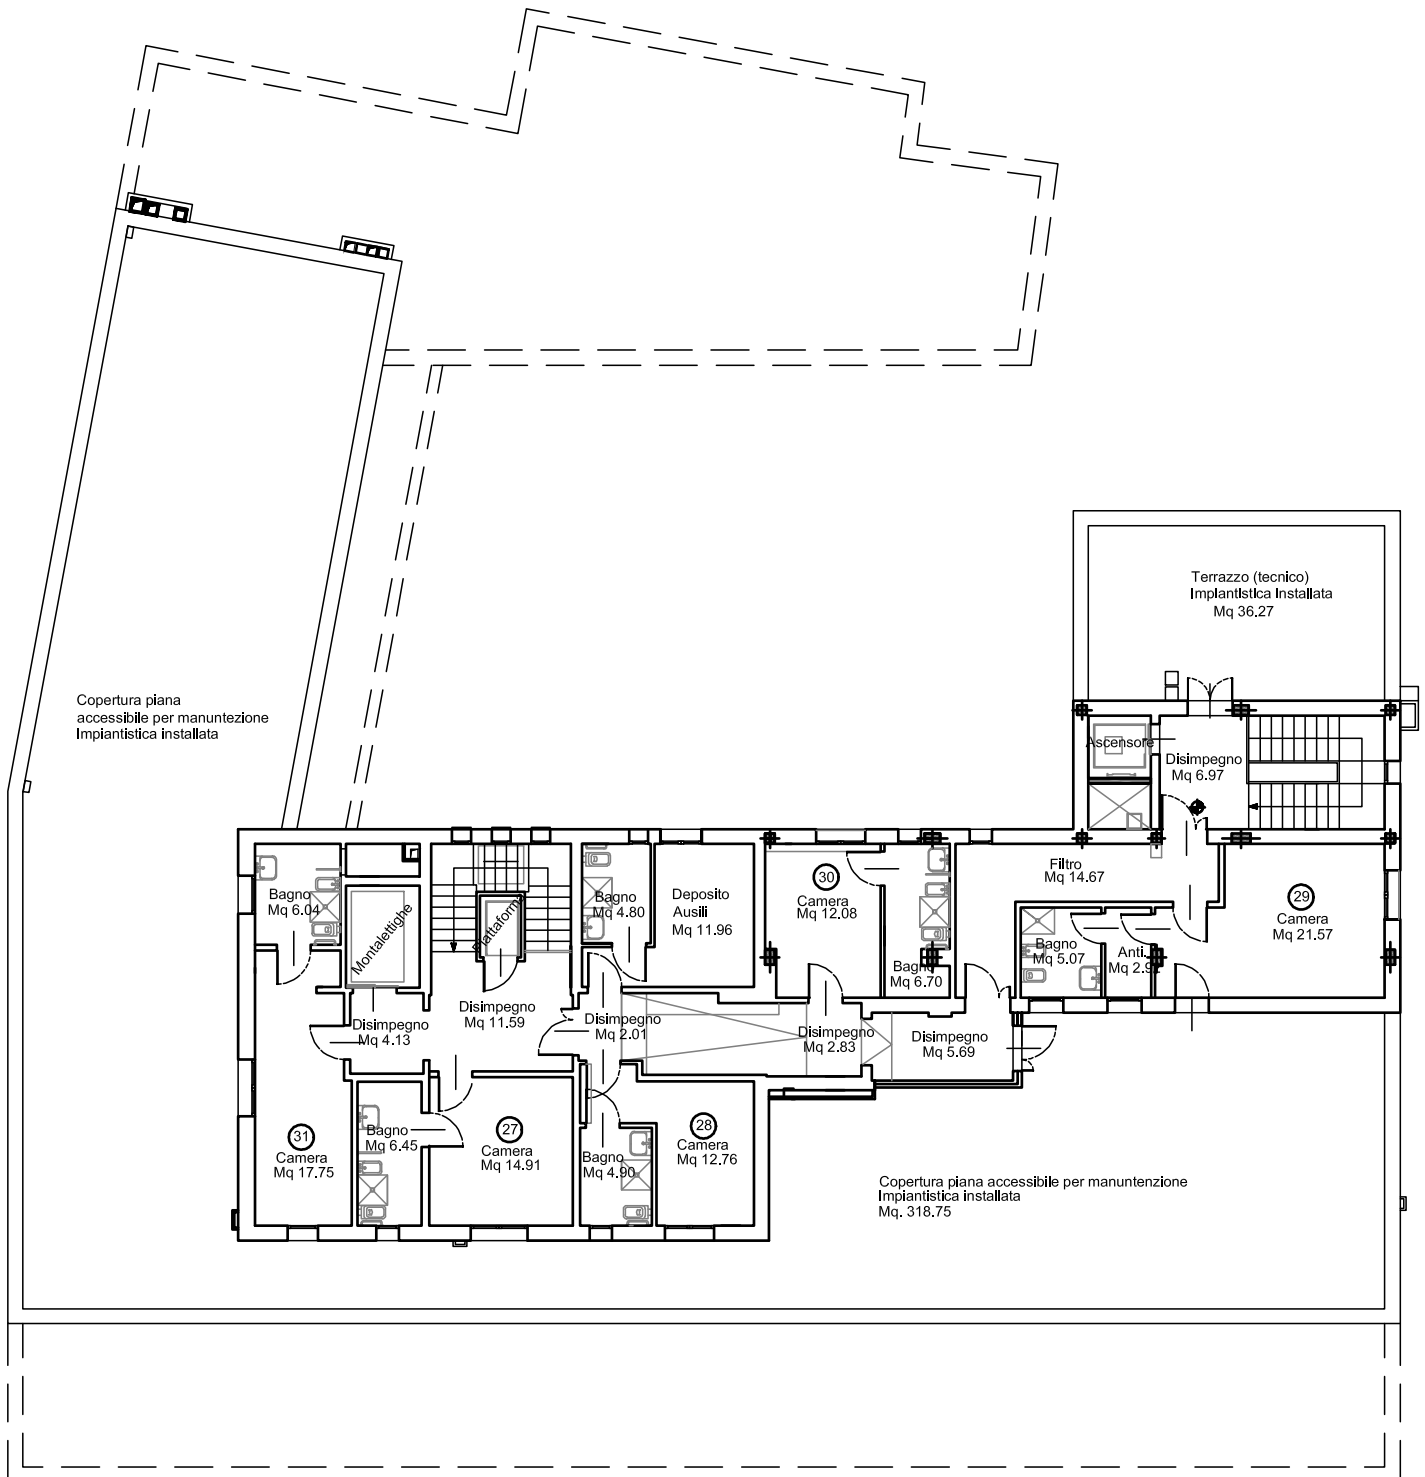 Terrazzo (tecnico)
Impiantistica Installata
Mq 36.27
Copertura piana
accessibile per manuntezione
Impiantistica installata
Ascensore
Disimpegno
Mq 6.97
Filtro
Mq 14.67
29
Camera
Mq 21.57
30
Camera
Mq 12.08
Bagno
Mq 6.04
Montalettighe
Piattaforma
Bagno
Mq 4.80
Deposito
Ausili
Mq 11.96
Bagno
Mq 6.70
Bagno
Mq 5.07
Anti.
Disimpegno
Mq 4.13
Disimpegno
Mq 11.59
Disimpegno
Mq 2.01
Disimpegno
Mq 2.83
Disimpegno
Mq 5.69
31
Camera
Mq 17.75
Bagno
Mq 6.45
27
Camera
Mq 14.91
Bagno
Mq 4.90
28
Camera
Mq 12.76
Copertura piana accessibile per manuntenzione
Impiantistica installata
Mq. 318.75